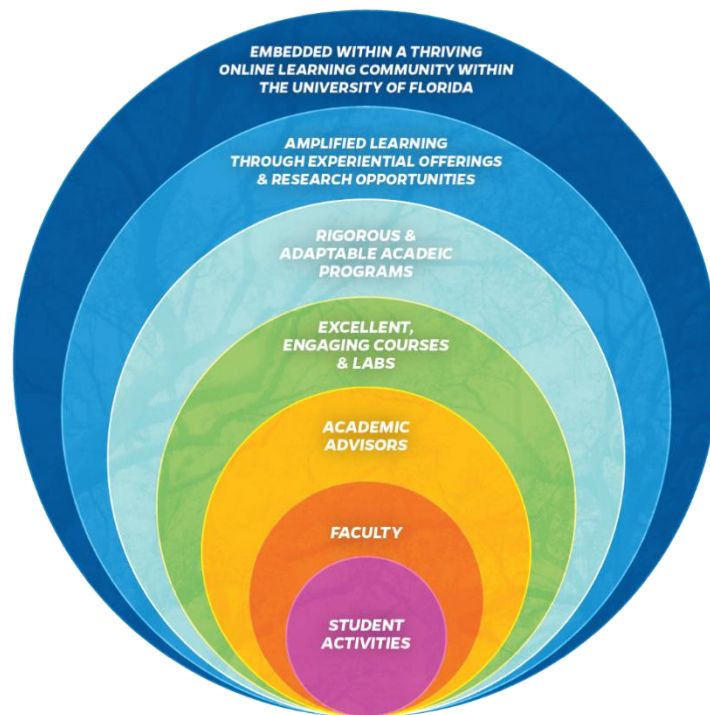 EMBEDDED WITHIN A THRIVING
ONLINE LEARNING COMMUNITY WITHIN
THE UNIVERSITY OF FLORIDA
AMPLIFIED LEARNING
THROUGH EXPERIENTIAL OFFERINGS
& RESEARCH OPPORTUNITIES
RIGOROUS &
ADAPTABLE ACADEIC
PROGRAMS
EXCELLENT,
ENGAGING COURSES
& LABS
ACADEMIC
ADVISORS
FACULTY
STUDENT
ACTIVITIES